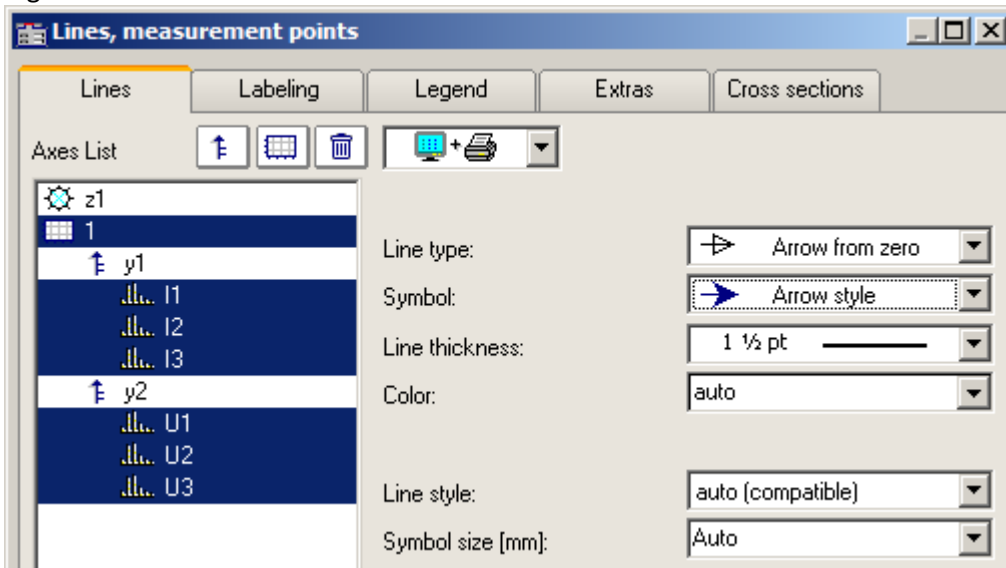 Lines, measurement points
Lines
Labeling
Legend
Extras
Cross sections
Axes List
z1
1
y1
I1
I2
I3
y2
U1
U2
U3
Line type:
Arrow from zero
Symbol:
Arrow style
Line thickness:
1 ½ pt
Color:
auto
Line style:
auto (compatible)
Symbol size [mm]:
Auto